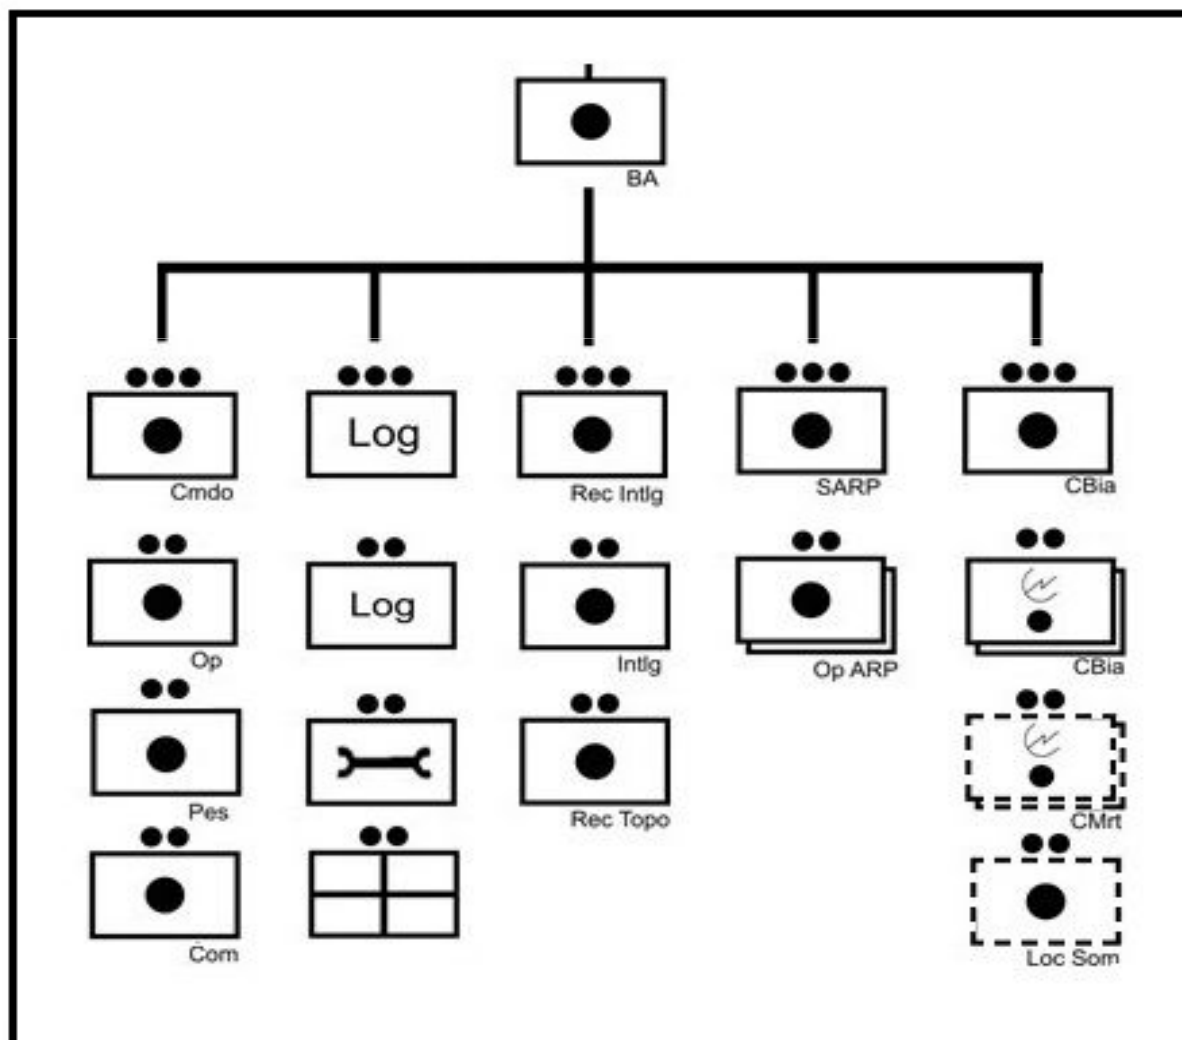 BA
Cmdo
Log
Rec Intlg
SARP
CBia
Op
Log
Intlg
Op ARP
CBia
Pes
Rec Topo
CMrt
Com
Loc Som